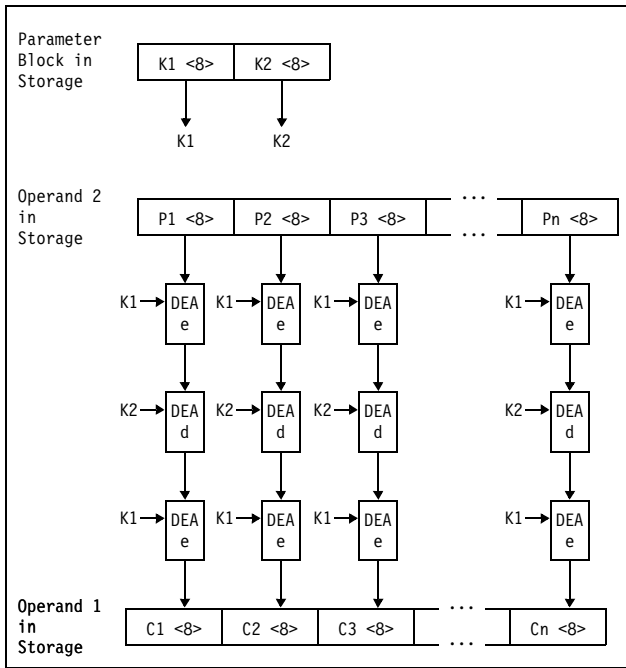 Parameter
Block in
Storage
K1 <8> K2 <8>
K1 K2
Operand 2
in
Storage
...
P1 <8> P2 <8> P3 <8> Pn <8>
...
K1 DEA K1 DEA K1 DEA K1 DEA
e e e e
K2 DEA K2 DEA K2 DEA K2 DEA
d d d d
K1 DEA K1 DEA K1 DEA K1 DEA
e e e e
Operand 1
in
Storage
...
C1 <8> C2 <8> C3 <8> Cn <8>
...